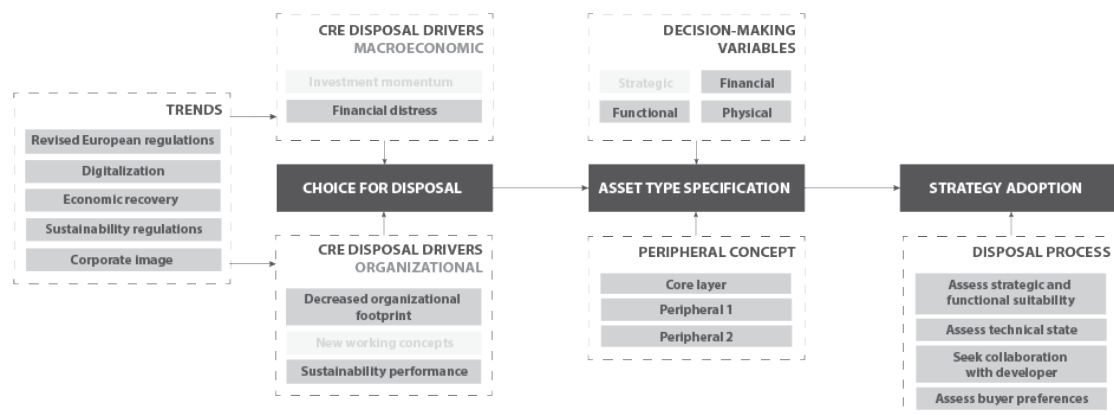 TRENDS
Revised European regulations
Digitalization
Economic recovery
Sustainability regulations
Corporate image
CRE DISPOSAL DRIVERS
MACROECONOMIC
Investment momentum
Financial distress
CHOICE FOR DISPOSAL
CRE DISPOSAL DRIVERS
ORGANIZATIONAL
Decreased organizational
footprint
New working concepts
Sustainability performance
DECISION-MAKING
VARIABLES
Strategic
Financial
Functional
Physical
ASSET TYPE SPECIFICATION
PERIPHERAL CONCEPT
Core layer
Peripheral 1
Peripheral 2
STRATEGY ADOPTION
DISPOSAL PROCESS
Assess strategic and
functional suitability
Assess technical state
Seek collaboration
with developer
Assess buyer preferences